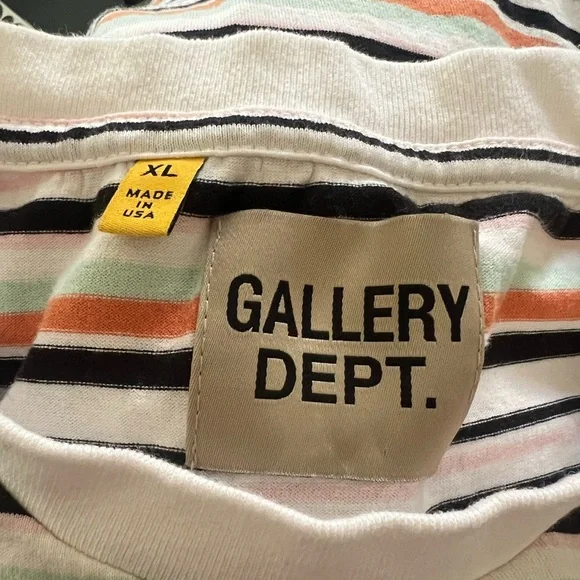 XL
MADE
IN
USA
GALLERY
DEPT.